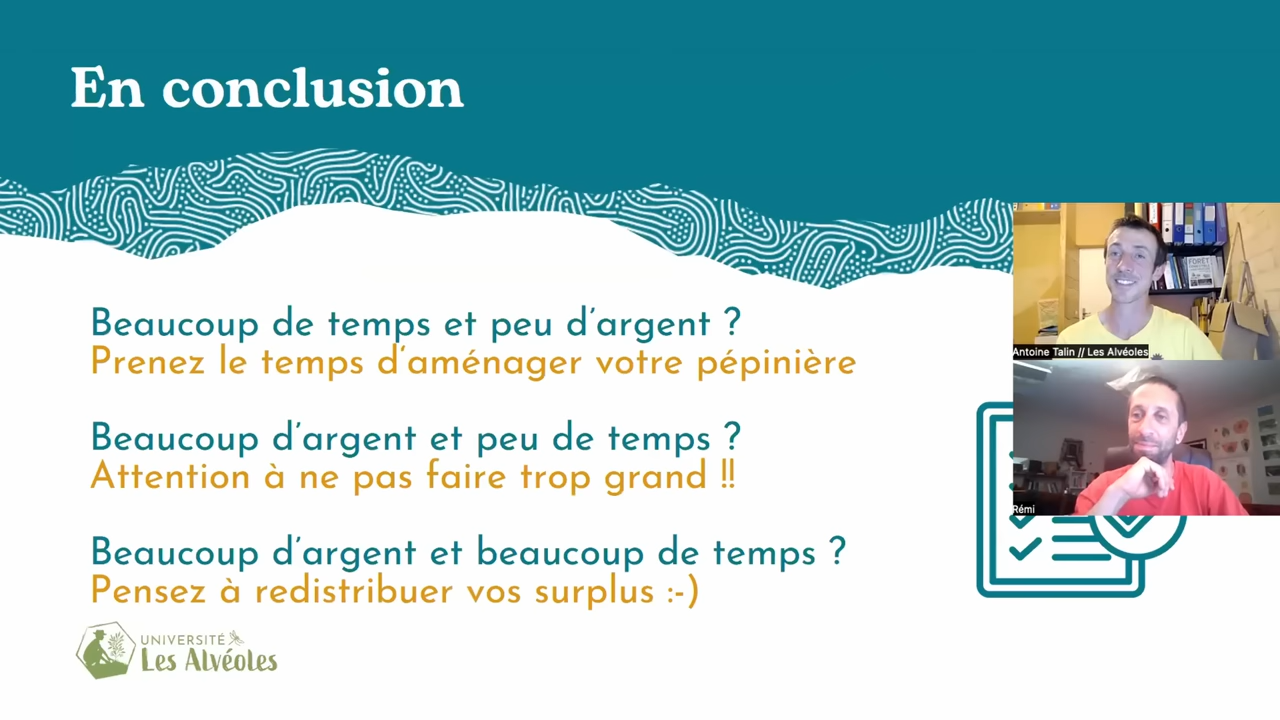 En conclusion
Beaucoup de temps et peu d'argent ?
Prenez le temps d'aménager votre pépinière
Beaucoup d'argent et peu de temps ?
Attention à ne pas faire trop grand !!
Beaucoup d'argent et beaucoup de temps ?
Pensez à redistribuer vos surplus :-)
UNIVERSITÉ
Les Alvéoles
FORÊT
Antoine Talin // Les Alvéoles
Rémi